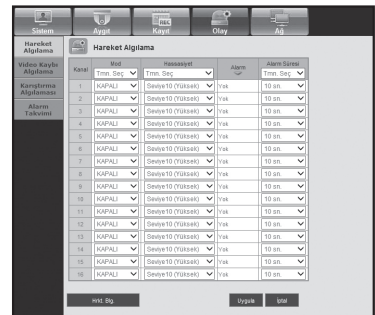 Sistem Aygıt Kayıt Olay Ağ
REC
Hareket Algılama
Video Kaybı Algılama
Karıştırma Algılaması
Alarm Takvimi
Hareket Algılama
Kanal Mod Hassasiyet Alarm Alarm Süresi
Tmn. Seç Tmn. Seç Tmn. Seç
1 KAPALI Seviye10 (Yüksek) Yok 10 sn.
2 KAPALI Seviye10 (Yüksek) Yok 10 sn.
3 KAPALI Seviye10 (Yüksek) Yok 10 sn.
4 KAPALI Seviye10 (Yüksek) Yok 10 sn.
5 KAPALI Seviye10 (Yüksek) Yok 10 sn.
6 KAPALI Seviye10 (Yüksek) Yok 10 sn.
7 KAPALI Seviye10 (Yüksek) Yok 10 sn.
8 KAPALI Seviye10 (Yüksek) Yok 10 sn.
9 KAPALI Seviye10 (Yüksek) Yok 10 sn.
10 KAPALI Seviye10 (Yüksek) Yok 10 sn.
11 KAPALI Seviye10 (Yüksek) Yok 10 sn.
12 KAPALI Seviye10 (Yüksek) Yok 10 sn.
13 KAPALI Seviye10 (Yüksek) Yok 10 sn.
14 KAPALI Seviye10 (Yüksek) Yok 10 sn.
15 KAPALI Seviye10 (Yüksek) Yok 10 sn.
16 KAPALI Seviye10 (Yüksek) Yok 10 sn.
Hrkt. Blg. Uygula İptal